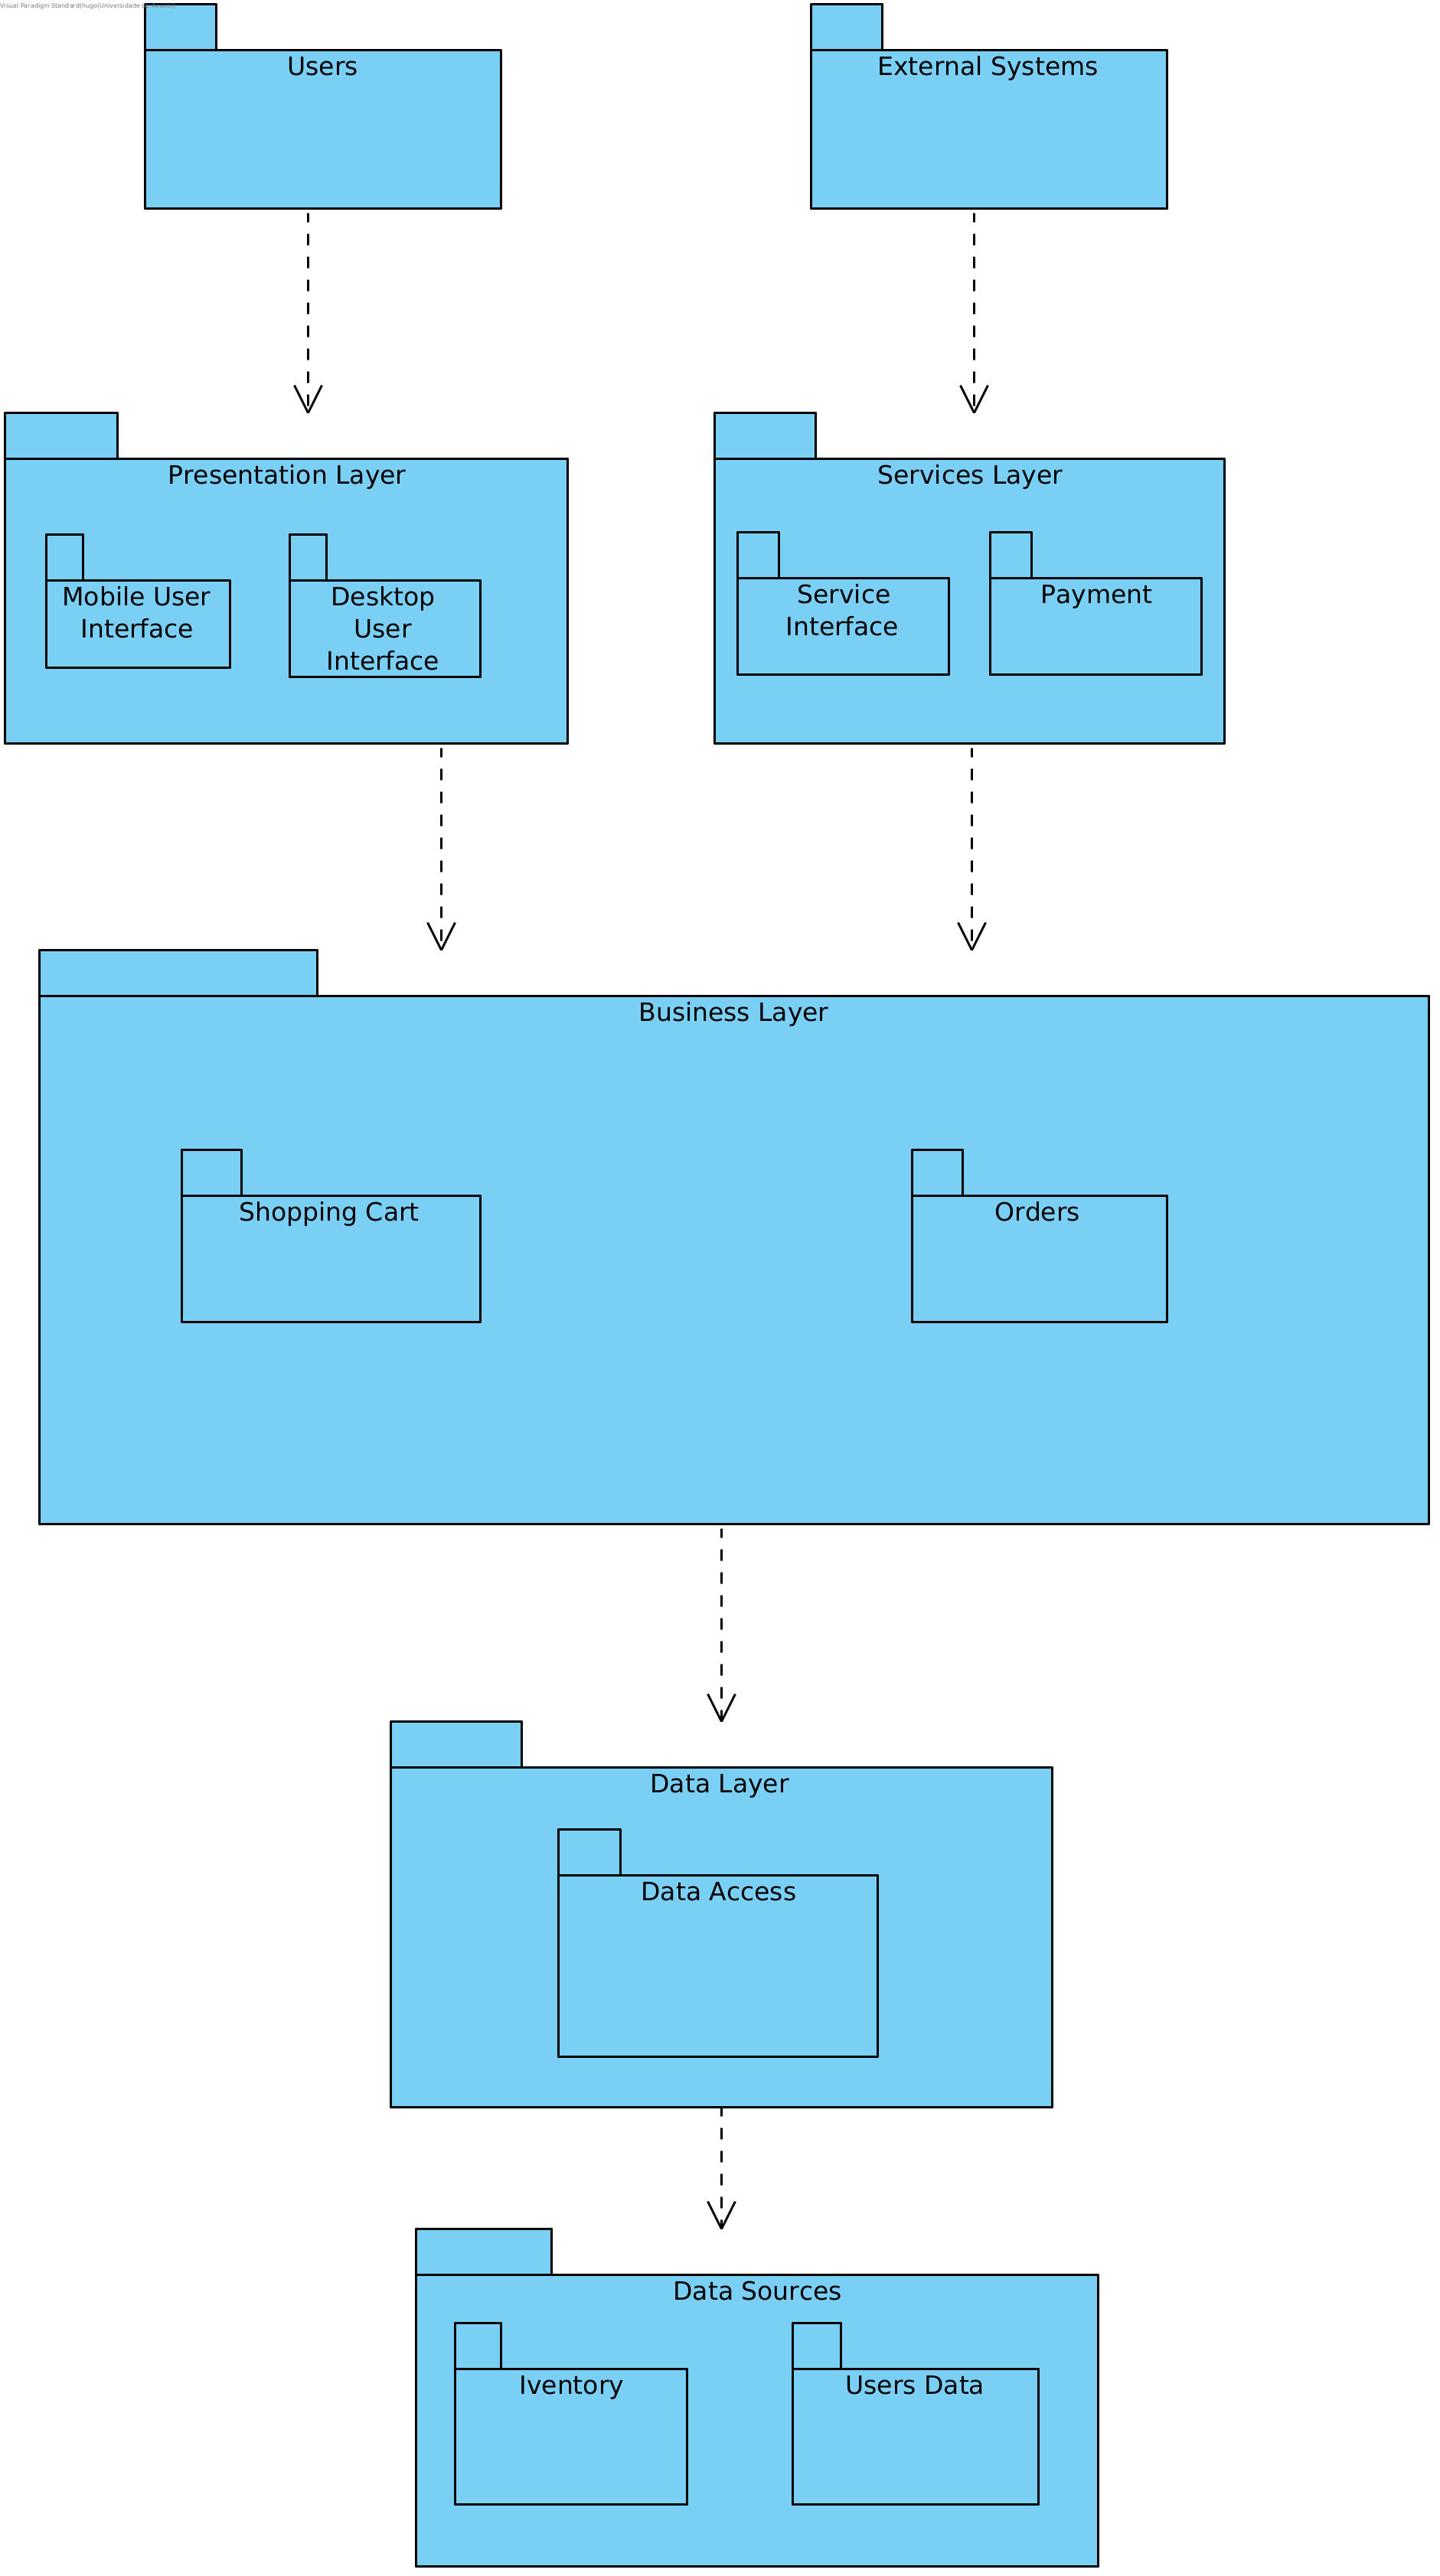 Visual Paradigm Standard(hugo(Universidade
Users
External Systems
Presentation Layer
Services Layer
Mobile User
Interface
Desktop
User
Interface
Service
Interface
Payment
Business Layer
Shopping Cart
Orders
Data Layer
Data Access
Data Sources
Iventory
Users Data